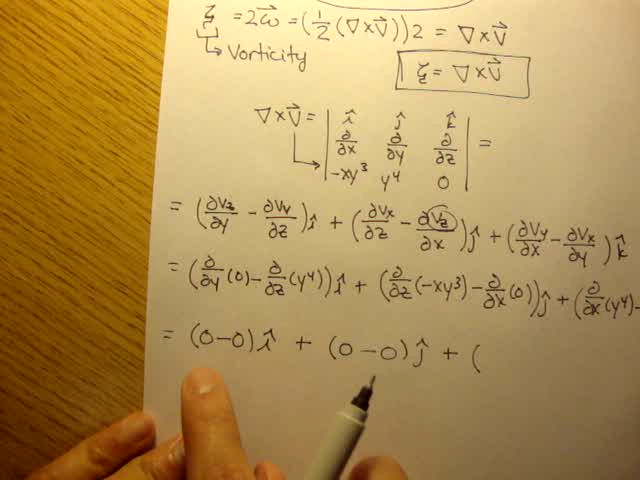 ξ = 2ω⃗ = (1/2 (∇×V⃗))2 = ∇×V⃗
Vorticity
ξ = ∇×V⃗
∇×V⃗ = | î ĵ k̂ | =
∂/∂x ∂/∂y ∂/∂z
-xy³ y⁴ 0
= (∂Vz/∂y - ∂Vy/∂z)î + (∂Vx/∂z - ∂Vz/∂x)ĵ + (∂Vy/∂x - ∂Vx/∂y)k̂
= (∂/∂y(0) - ∂/∂z(y⁴))î + (∂/∂z(-xy³) - ∂/∂x(0))ĵ + (∂/∂x(y⁴) -
= (0-0)î + (0-0)ĵ + (